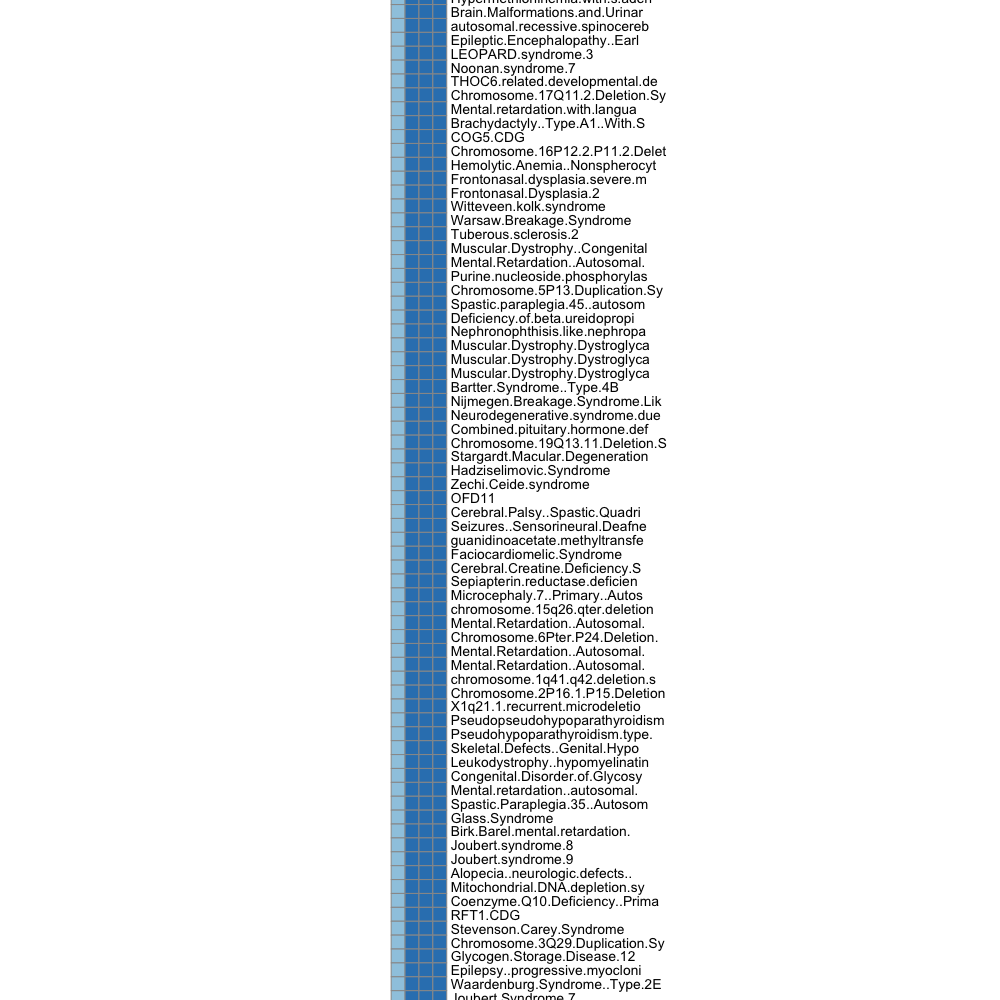 Hypermethioninemia.with.s.aden
Brain.Malformations.and.Urinar
autosomal.recessive.spinocereb
Epileptic.Encephalopathy..Earl
LEOPARD.syndrome.3
Noonan.syndrome.7
THOC6.related.developmental.de
Chromosome.17Q11.2.Deletion.Sy
Mental.retardation.with.langua
Brachydactyly..Type.A1..With.S
COG5.CDG
Chromosome.16P12.2.P11.2.Delet
Hemolytic.Anemia..Nonspherocyt
Frontonasal.dysplasia.severe.m
Frontonasal.Dysplasia.2
Witteveen.kolk.syndrome
Warsaw.Breakage.Syndrome
Tuberous.sclerosis.2
Muscular.Dystrophy..Congenital
Mental.Retardation..Autosomal.
Purine.nucleoside.phosphorylas
Chromosome.5P13.Duplication.Sy
Spastic.paraplegia.45..autosom
Deficiency.of.beta.ureidopropi
Nephronophthisis.like.nephropa
Muscular.Dystrophy.Dystroglyca
Muscular.Dystrophy.Dystroglyca
Muscular.Dystrophy.Dystroglyca
Bartter.Syndrome..Type.4B
Nijmegen.Breakage.Syndrome.Lik
Neurodegenerative.syndrome.due
Combined.pituitary.hormone.def
Chromosome.19Q13.11.Deletion.S
Stargardt.Macular.Degeneration
Hadziselimovic.Syndrome
Zechi.Ceide.syndrome
OFD11
Cerebral.Palsy..Spastic.Quadri
Seizures..Sensorineural.Deafne
guanidinoacetate.methyltransfe
Faciocardiomelic.Syndrome
Cerebral.Creatine.Deficiency.S
Sepiapterin.reductase.deficien
Microcephaly.7..Primary..Autos
chromosome.15q26.qter.deletion
Mental.Retardation..Autosomal.
Chromosome.6Pter.P24.Deletion.
Mental.Retardation..Autosomal.
Mental.Retardation..Autosomal.
chromosome.1q41.q42.deletion.s
Chromosome.2P16.1.P15.Deletion
X1q21.1.recurrent.microdeletio
Pseudopseudohypoparathyroidism
Pseudohypoparathyroidism.type.
Skeletal.Defects..Genital.Hypo
Leukodystrophy..hypomyelinatin
Congenital.Disorder.of.Glycosy
Mental.retardation..autosomal.
Spastic.Paraplegia.35..Autosom
Glass.Syndrome
Birk.Barel.mental.retardation.
Joubert.syndrome.8
Joubert.syndrome.9
Alopecia..neurologic.defects..
Mitochondrial.DNA.depletion.sy
Coenzyme.Q10.Deficiency..Prima
RFT1.CDG
Stevenson.Carey.Syndrome
Chromosome.3Q29.Duplication.Sy
Glycogen.Storage.Disease.12
Epilepsy..progressive.myocloni
Waardenburg.Syndrome..Type.2E
Joubert.Syndrome.7